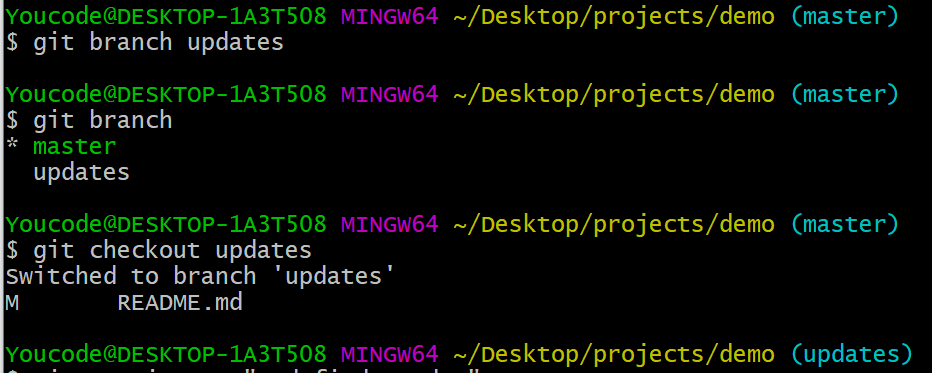 Youcode@DESKTOP-1A3T508 MINGW64 ~/Desktop/projects/demo (master)
$ git branch updates
Youcode@DESKTOP-1A3T508 MINGW64 ~/Desktop/projects/demo (master)
$ git branch
* master
updates
Youcode@DESKTOP-1A3T508 MINGW64 ~/Desktop/projects/demo (master)
$ git checkout updates
Switched to branch 'updates'
M README.md
Youcode@DESKTOP-1A3T508 MINGW64 ~/Desktop/projects/demo (updates)